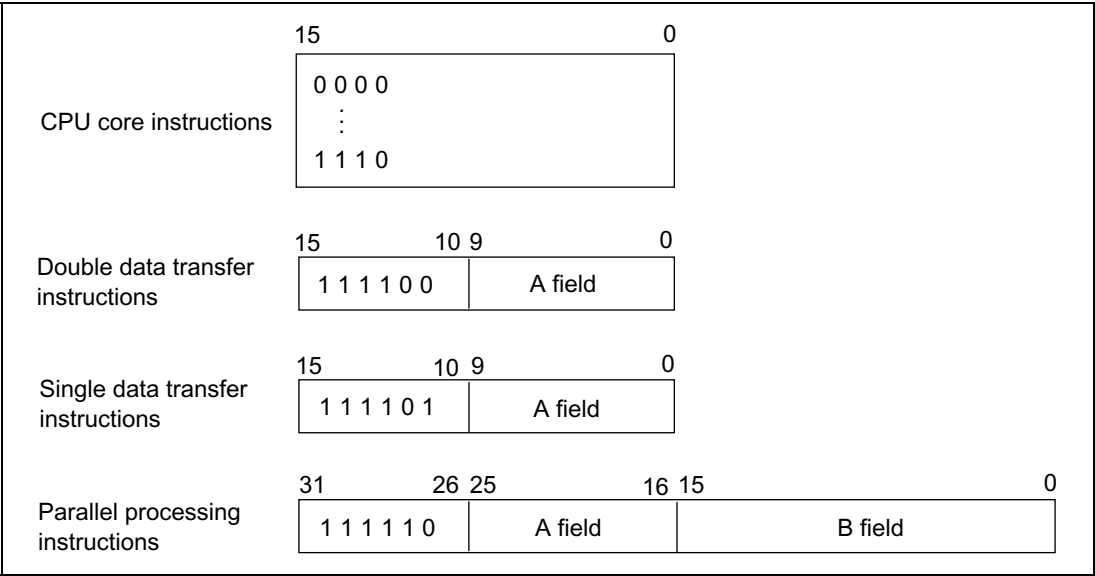 15 0
0 0 0 0
CPU core instructions
⋮
1 1 1 0
15 10 9 0
Double data transfer
instructions
1 1 1 1 0 0 A field
15 10 9 0
Single data transfer
instructions
1 1 1 1 0 1 A field
31 26 25 16 15 0
Parallel processing
instructions
1 1 1 1 1 0 A field B field